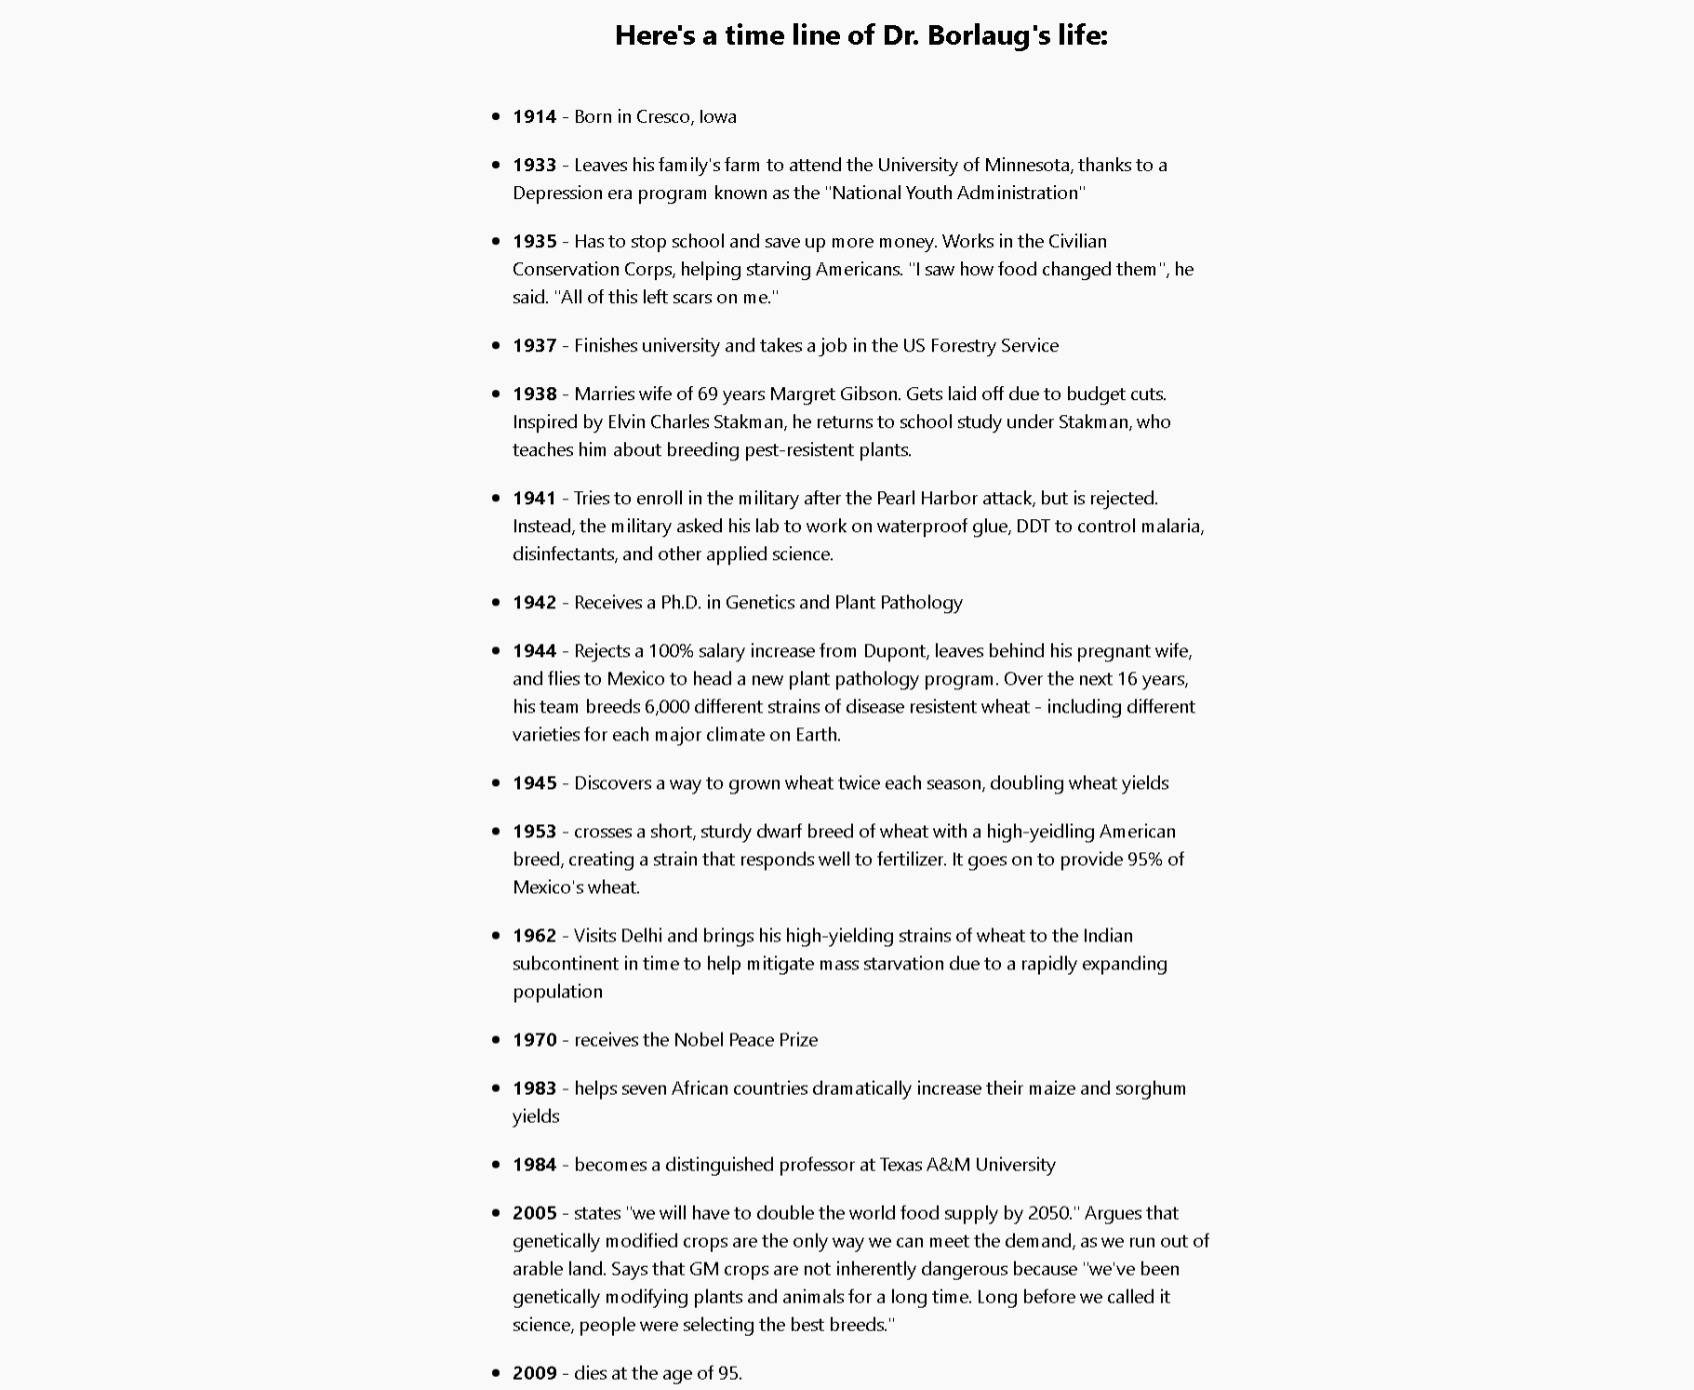 Here's a time line of Dr. Borlaug's life:
• 1914 - Born in Cresco, Iowa
• 1933 - Leaves his family's farm to attend the University of Minnesota, thanks to a
Depression era program known as the "National Youth Administration"
• 1935 - Has to stop school and save up more money. Works in the Civilian
Conservation Corps, helping starving Americans. "I saw how food changed them", he
said. "All of this left scars on me."
• 1937 - Finishes university and takes a job in the US Forestry Service
• 1938 - Marries wife of 69 years Margret Gibson. Gets laid off due to budget cuts.
Inspired by Elvin Charles Stakman, he returns to school study under Stakman, who
teaches him about breeding pest-resistent plants.
• 1941 - Tries to enroll in the military after the Pearl Harbor attack, but is rejected.
Instead, the military asked his lab to work on waterproof glue, DDT to control malaria,
disinfectants, and other applied science.
• 1942 - Receives a Ph.D. in Genetics and Plant Pathology
• 1944 - Rejects a 100% salary increase from Dupont, leaves behind his pregnant wife,
and flies to Mexico to head a new plant pathology program. Over the next 16 years,
his team breeds 6,000 different strains of disease resistent wheat - including different
varieties for each major climate on Earth.
• 1945 - Discovers a way to grown wheat twice each season, doubling wheat yields
• 1953 - crosses a short, sturdy dwarf breed of wheat with a high-yeidling American
breed, creating a strain that responds well to fertilizer. It goes on to provide 95% of
Mexico's wheat.
• 1962 - Visits Delhi and brings his high-yielding strains of wheat to the Indian
subcontinent in time to help mitigate mass starvation due to a rapidly expanding
population
• 1970 - receives the Nobel Peace Prize
• 1983 - helps seven African countries dramatically increase their maize and sorghum
yields
• 1984 - becomes a distinguished professor at Texas A&M University
• 2005 - states "we will have to double the world food supply by 2050." Argues that
genetically modified crops are the only way we can meet the demand, as we run out of
arable land. Says that GM crops are not inherently dangerous because "we've been
genetically modifying plants and animals for a long time. Long before we called it
science, people were selecting the best breeds."
• 2009 - dies at the age of 95.